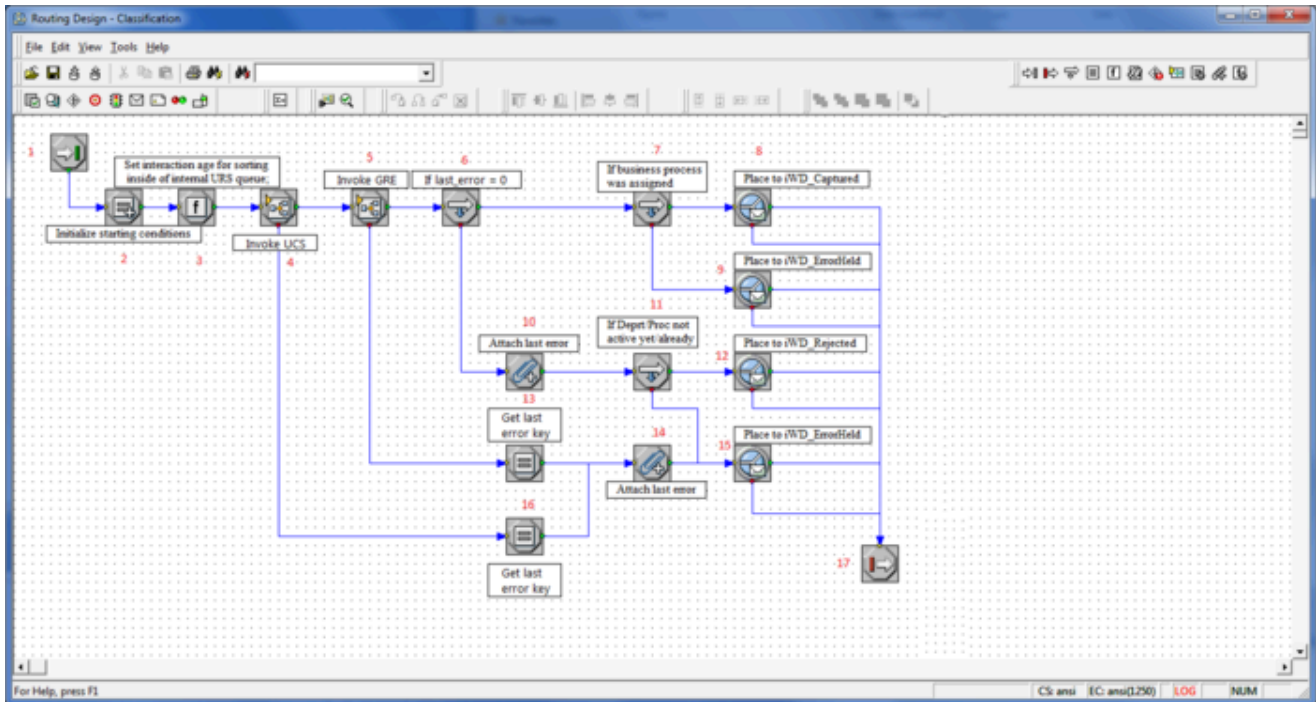 Routing Design - Classification
File Edit View Tools Help
1
Set interaction age for sorting
inside of internal URS queue;
5
Invoke GRE
6
If last_error = 0
7
If business process
was assigned
8
Place to iWD_Captured
Initialize starting conditions
2
3
Invoke UCS
4
9
Place to iWD_ErrorHeld
10
Attach last error
11
If Deprt/Proc not
active yet/already
12
Place to iWD_Rejected
13
Get last
error key
14
Attach last error
15
Place to iWD_ErrorHeld
16
Get last
error key
17
For Help, press F1
CS: ansi
EC: ansi(1250)
LOG
NUM